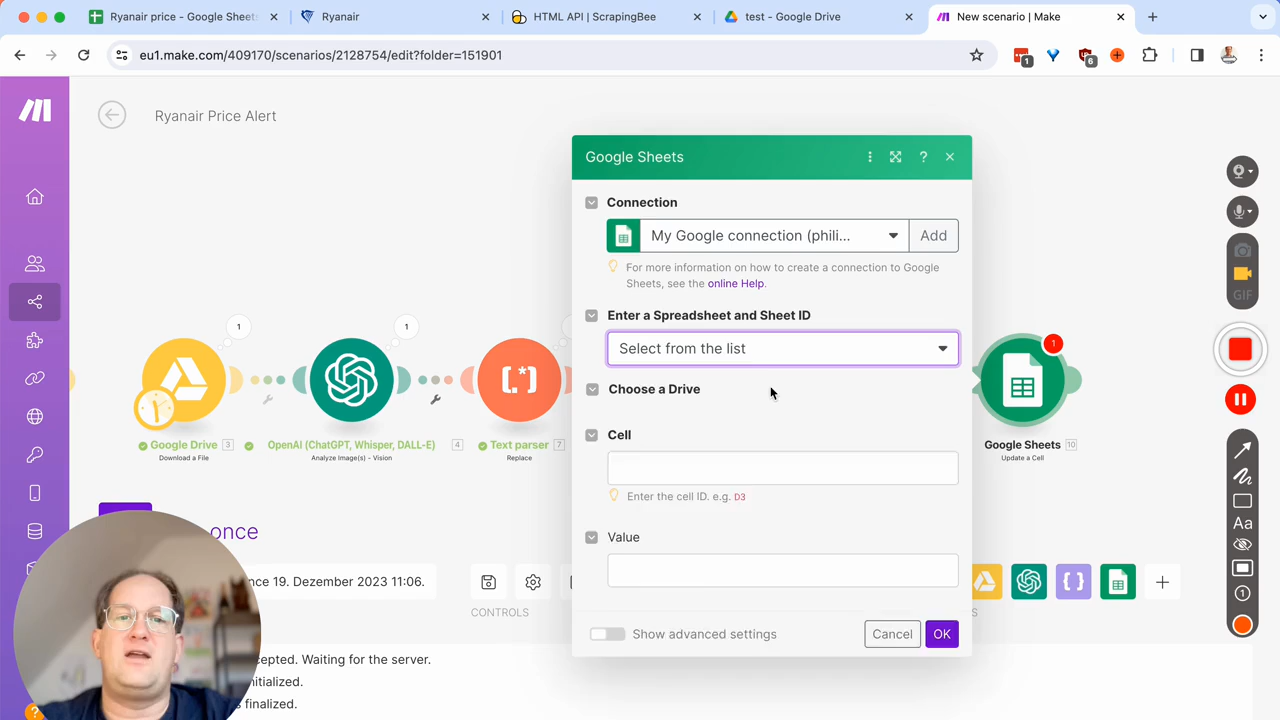 Ryanair price - Google Sheets
Ryanair
HTML API | ScrapingBee
test - Google Drive
New scenario | Make
eu1.make.com/409170/scenarios/2128754/edit?folder=151901
1
6
Ryanair Price Alert
Google Sheets
Connection
My Google connection (phili...
Add
For more information on how to create a connection to Google
Sheets, see the online Help.
Enter a Spreadsheet and Sheet ID
Select from the list
Choose a Drive
Cell
Enter the cell ID. e.g. D3
Value
Show advanced settings
Cancel
OK
1
1
1
[.*]
Google Drive 3
Download a File
OpenAI (ChatGPT, Whisper, DALL-E) 4
Analyze Image(s) - Vision
Text parser 7
Replace
Google Sheets 10
Update a Cell
once
nce 19. Dezember 2023 11:06.
CONTROLS
S
cepted. Waiting for the server.
nitialized.
s finalized.
GIF
Aa
1